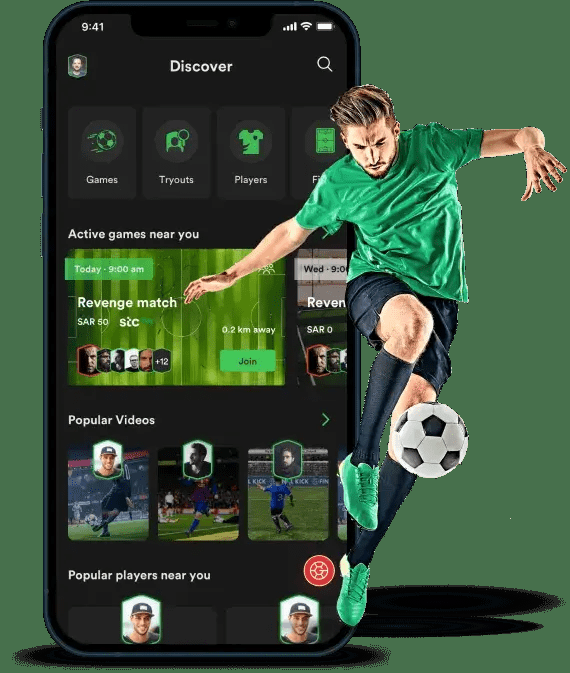 9:41
Discover
Games
Tryouts
Players
Active games near you
Today · 9:00 am
Wed · 9:0
Revenge match
Reven
SAR 50 stc
SAR 0
0.2 km away
+12
Join
Popular Videos
KICK
Popular players near you